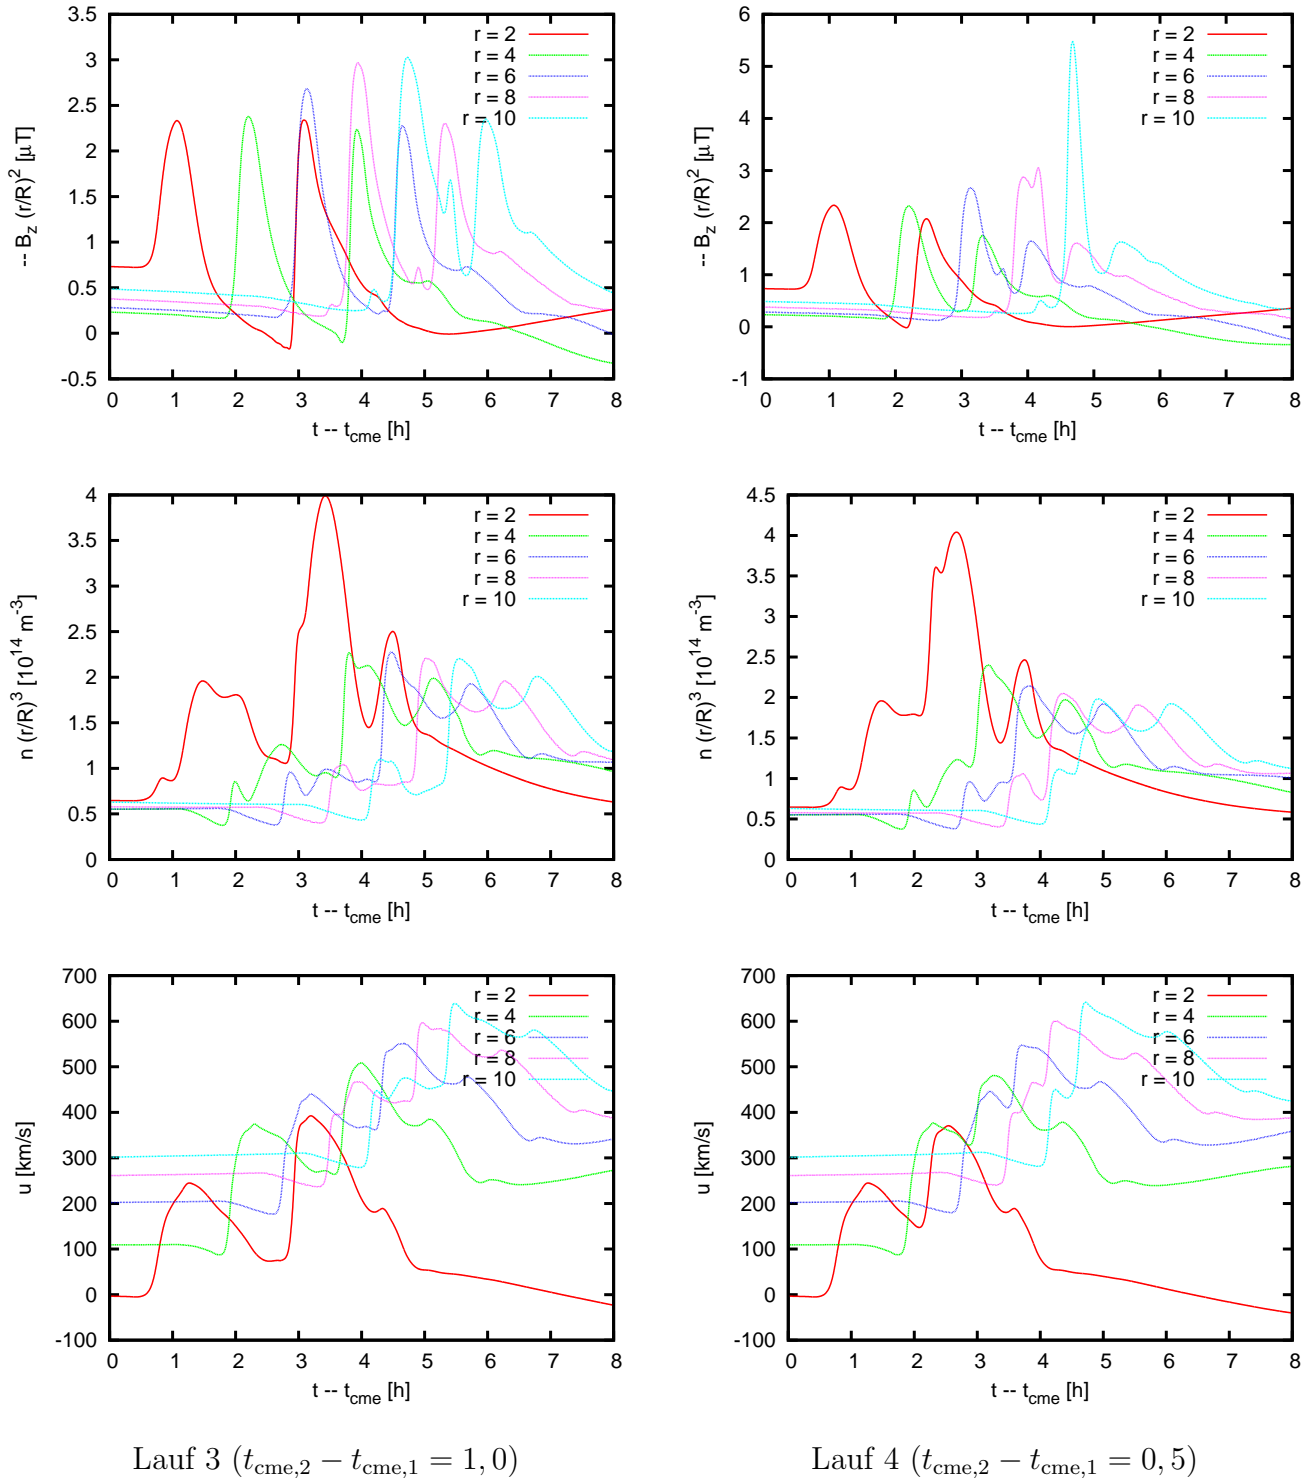 3.5
3
2.5
2
1.5
1
0.5
0
-0.5
0 1 2 3 4 5 6 7 8
-- B_z (r/R)^2 [μT]
t -- t_cme [h]
r = 2
r = 4
r = 6
r = 8
r = 10
6
5
4
3
2
1
0
-1
0 1 2 3 4 5 6 7 8
-- B_z (r/R)^2 [μT]
t -- t_cme [h]
r = 2
r = 4
r = 6
r = 8
r = 10
4
3.5
3
2.5
2
1.5
1
0.5
0
0 1 2 3 4 5 6 7 8
n (r/R)^3 [10^14 m^-3]
t -- t_cme [h]
r = 2
r = 4
r = 6
r = 8
r = 10
4.5
4
3.5
3
2.5
2
1.5
1
0.5
0
0 1 2 3 4 5 6 7 8
n (r/R)^3 [10^14 m^-3]
t -- t_cme [h]
r = 2
r = 4
r = 6
r = 8
r = 10
700
600
500
400
300
200
100
0
-100
0 1 2 3 4 5 6 7 8
u [km/s]
t -- t_cme [h]
r = 2
r = 4
r = 6
r = 8
r = 10
700
600
500
400
300
200
100
0
-100
0 1 2 3 4 5 6 7 8
u [km/s]
t -- t_cme [h]
r = 2
r = 4
r = 6
r = 8
r = 10
Lauf 3 (t_cme,2 − t_cme,1 = 1,0)
Lauf 4 (t_cme,2 − t_cme,1 = 0,5)